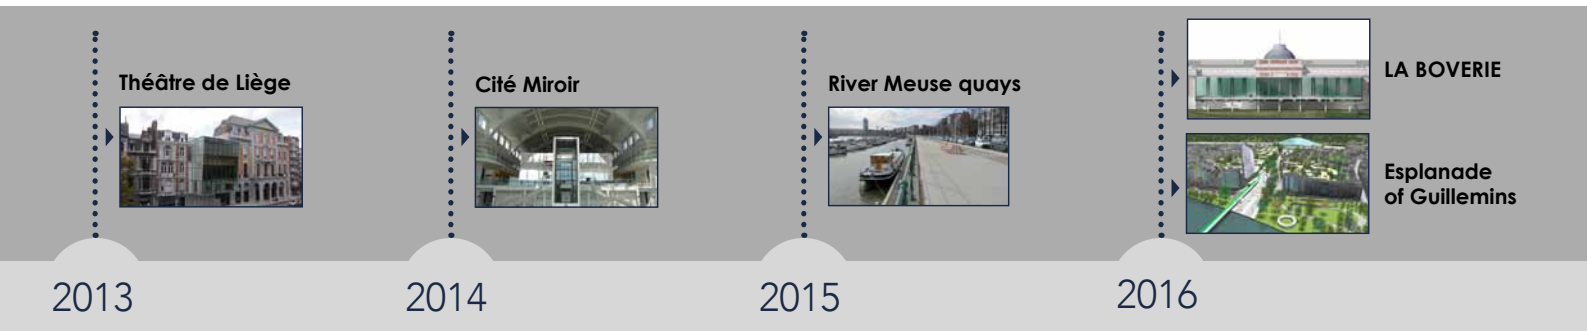 Théâtre de Liège
Cité Miroir
River Meuse quays
LA BOVERIE
Esplanade
of Guillemins
2013
2014
2015
2016